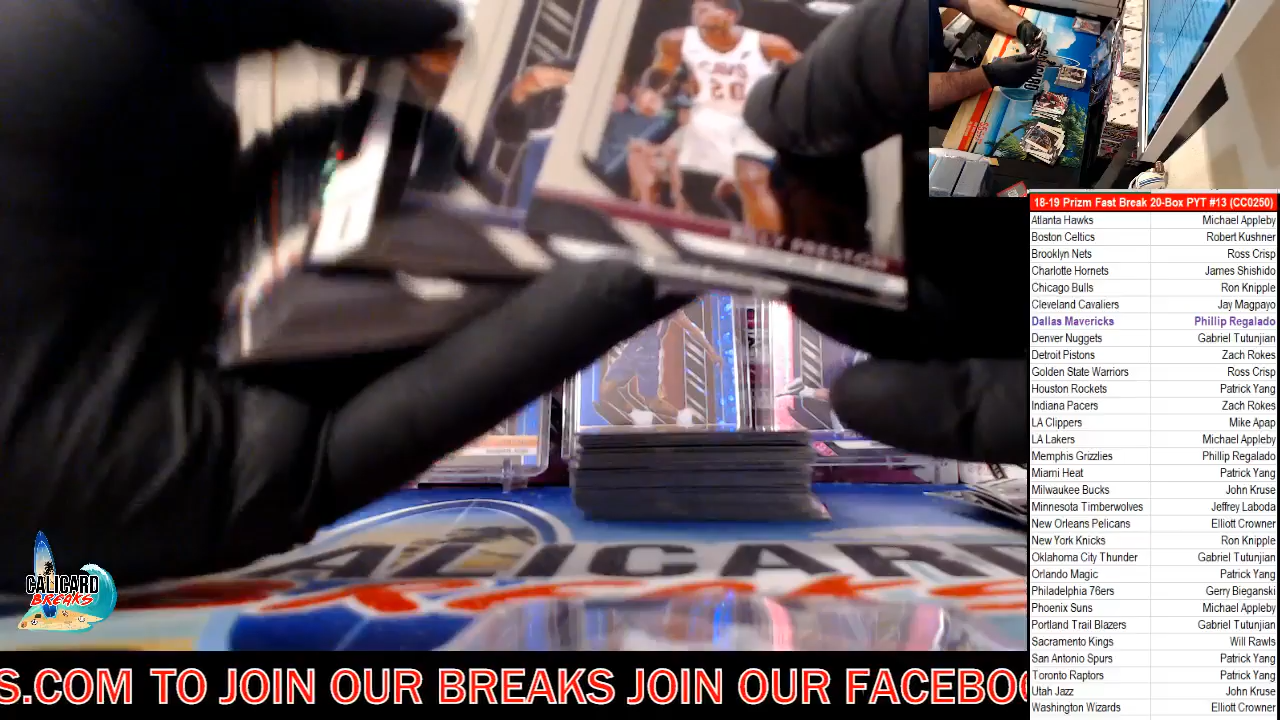 CAVS
20
BILLY PRESTON
CALICARD
CALICARD
BREAKS
18-19 Prizm Fast Break 20-Box PYT #13 (CC0250)
Atlanta Hawks Michael Appleby
Boston Celtics Robert Kushner
Brooklyn Nets Ross Crisp
Charlotte Hornets James Shishido
Chicago Bulls Ron Knipple
Cleveland Cavaliers Jay Magpayo
Dallas Mavericks Phillip Regalado
Denver Nuggets Gabriel Tutunjian
Detroit Pistons Zach Rokes
Golden State Warriors Ross Crisp
Houston Rockets Patrick Yang
Indiana Pacers Zach Rokes
LA Clippers Mike Apap
LA Lakers Michael Appleby
Memphis Grizzlies Phillip Regalado
Miami Heat Patrick Yang
Milwaukee Bucks John Kruse
Minnesota Timberwolves Jeffrey Laboda
New Orleans Pelicans Elliott Crowner
New York Knicks Ron Knipple
Oklahoma City Thunder Gabriel Tutunjian
Orlando Magic Patrick Yang
Philadelphia 76ers Gerry Bieganski
Phoenix Suns Michael Appleby
Portland Trail Blazers Gabriel Tutunjian
Sacramento Kings Will Rawls
San Antonio Spurs Patrick Yang
Toronto Raptors Patrick Yang
Utah Jazz John Kruse
Washington Wizards Elliott Crowner
S.COM TO JOIN OUR BREAKS JOIN OUR FACEBOO